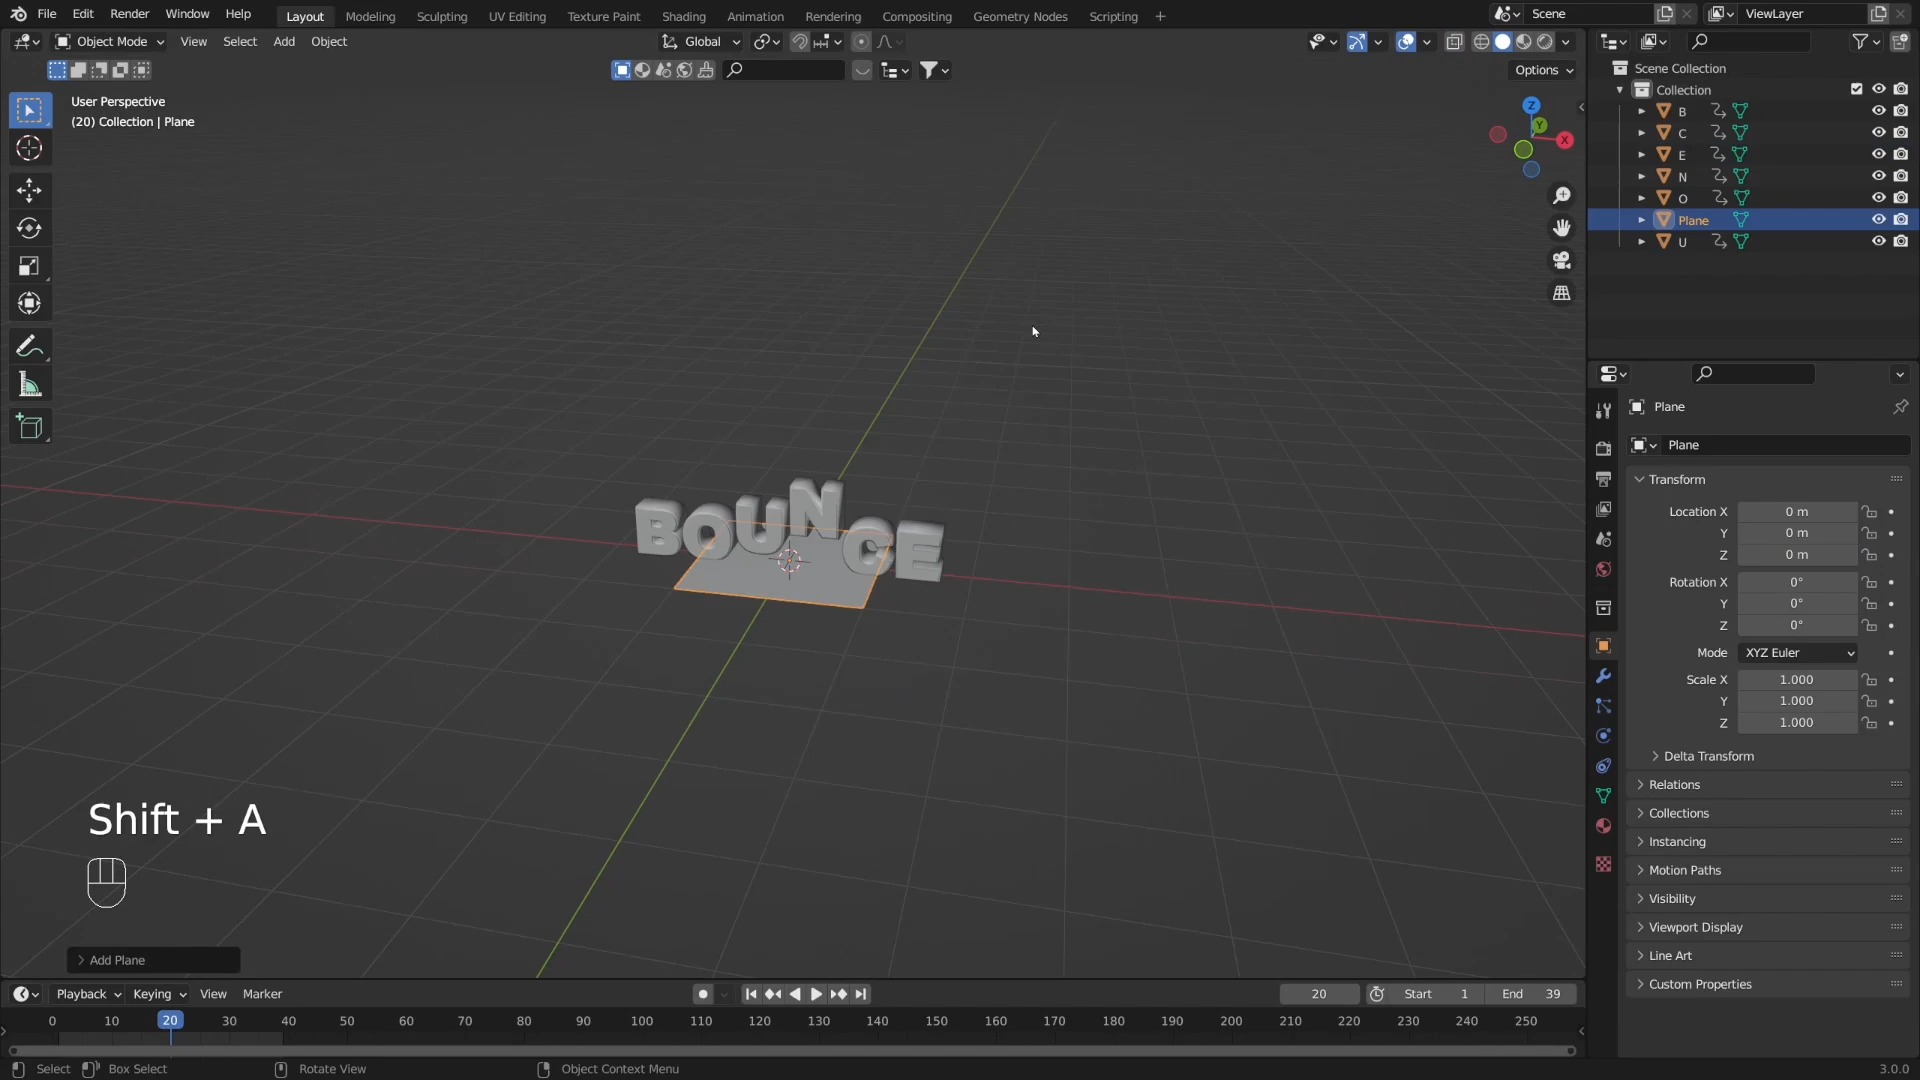 File Edit Render Window Help Layout Modeling Sculpting UV Editing Texture Paint Shading Animation Rendering Compositing Geometry Nodes Scripting + Scene ViewLayer
Object Mode View Select Add Object Global
Options
User Perspective
(20) Collection | Plane
Z
Y
X
Scene Collection
Collection
B
C
E
N
O
Plane
U
BOUNCE
Plane
Plane
Transform
Location X 0 m
Y 0 m
Z 0 m
Rotation X 0°
Y 0°
Z 0°
Mode XYZ Euler
Scale X 1.000
Y 1.000
Z 1.000
Delta Transform
Relations
Collections
Instancing
Motion Paths
Visibility
Viewport Display
Line Art
Custom Properties
Shift + A
Add Plane
Playback Keying View Marker 20 Start 1 End 39
0 10 20 30 40 50 60 70 80 90 100 110 120 130 140 150 160 170 180 190 200 210 220 230 240 250
Select Box Select Rotate View Object Context Menu 3.0.0